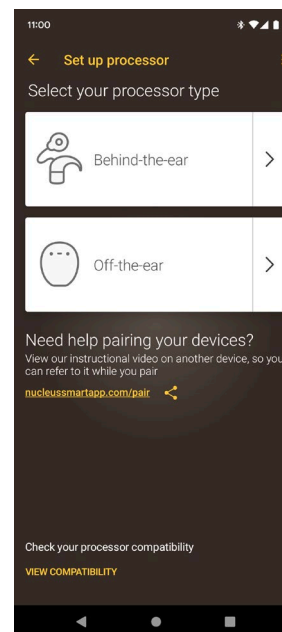 11:00
Set up processor
Select your processor type
Behind-the-ear
Off-the-ear
Need help pairing your devices?
View our instructional video on another device, so you
can refer to it while you pair
nucleussmartapp.com/pair
Check your processor compatibility
VIEW COMPATIBILITY